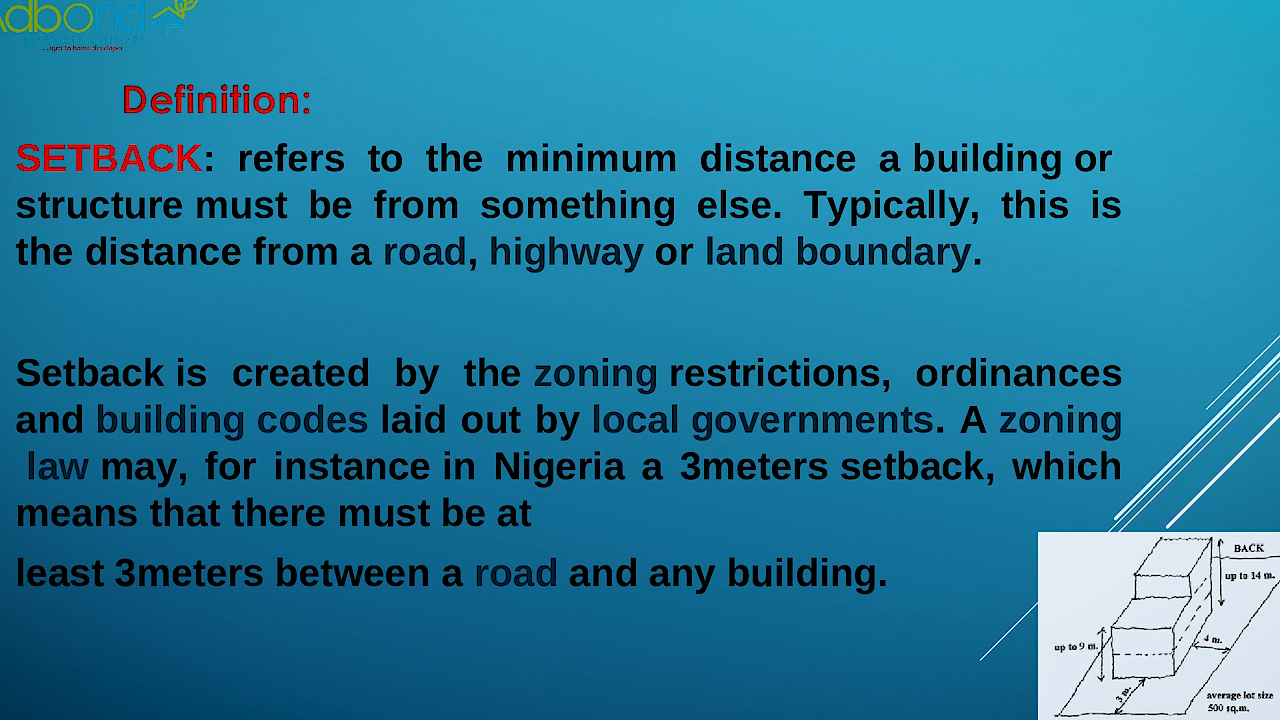 Adbond
HARVEST & HOMES
Definition:
SETBACK: refers to the minimum distance a building or
structure must be from something else. Typically, this is
the distance from a road, highway or land boundary.
Setback is created by the zoning restrictions, ordinances
and building codes laid out by local governments. A zoning
law may, for instance in Nigeria a 3meters setback, which
means that there must be at
least 3meters between a road and any building.
BACK
up to 14 m.
up to 9 m.
4 m.
3 m.
average lot size
500 sq.m.